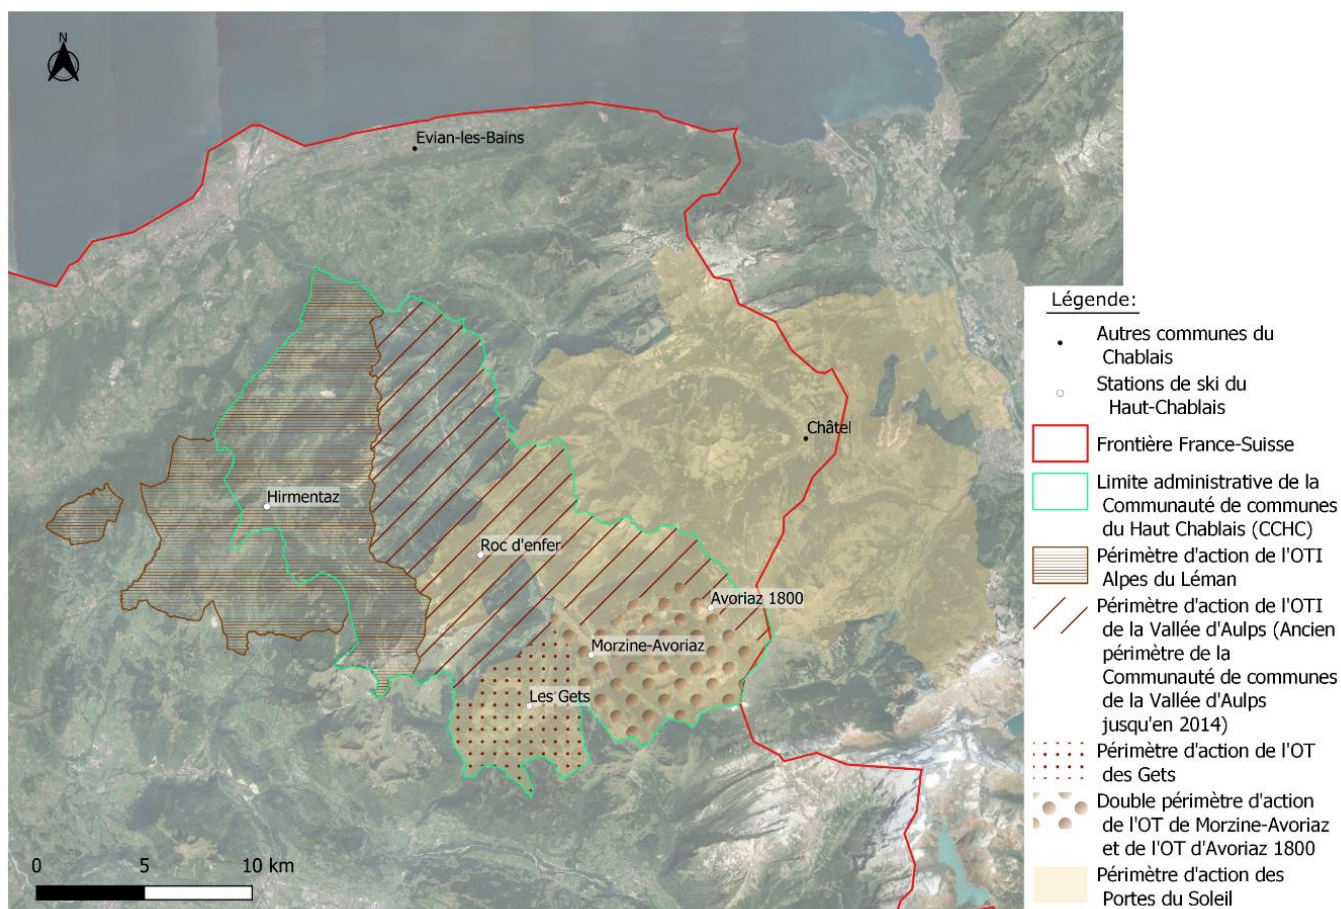 N
Evian-les-Bains
Châtel
Hirmentaz
Roc d'enfer
Avoriaz 1800
Morzine-Avoriaz
Les Gets
0 5 10 km
Légende:
Autres communes du
Chablais
Stations de ski du
Haut-Chablais
Frontière France-Suisse
Limite administrative de la
Communauté de communes
du Haut Chablais (CCHC)
Périmètre d'action de l'OTI
Alpes du Léman
Périmètre d'action de l'OTI
de la Vallée d'Aulps (Ancien
périmètre de la
Communauté de communes
de la Vallée d'Aulps
jusqu'en 2014)
Périmètre d'action de l'OT
des Gets
Double périmètre d'action
de l'OT de Morzine-Avoriaz
et de l'OT d'Avoriaz 1800
Périmètre d'action des
Portes du Soleil